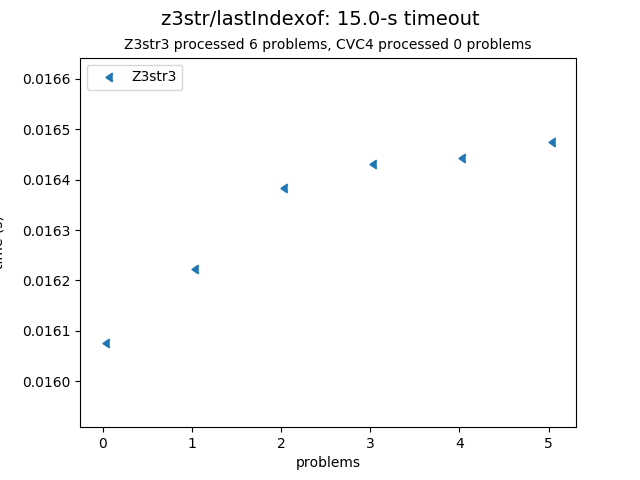 z3str/lastIndexof: 15.0-s timeout
Z3str3 processed 6 problems, CVC4 processed 0 problems
Z3str3
0.0166
0.0165
0.0164
0.0163
0.0162
0.0161
0.0160
0 1 2 3 4 5
problems